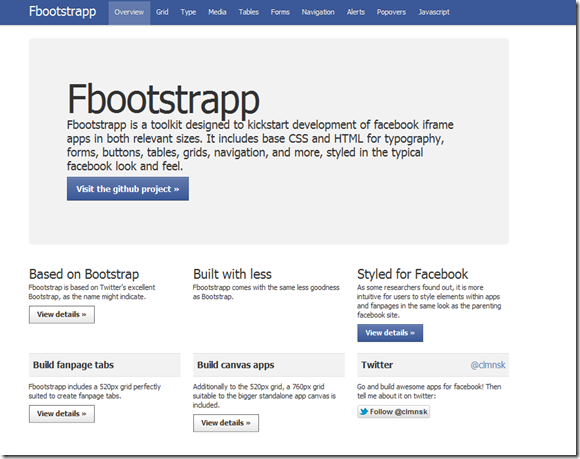 Fbootstrapp Overview Grid Type Media Tables Forms Navigation Alerts Popovers Javascript
Fbootstrapp
Fbootstrapp is a toolkit designed to kickstart development of facebook iframe
apps in both relevant sizes. It includes base CSS and HTML for typography,
forms, buttons, tables, grids, navigation, and more, styled in the typical
facebook look and feel.
Visit the github project »
Based on Bootstrap
Fbootstrapp is based on Twitter's excellent
Bootstrap, as the name might indicate.
View details »
Built with less
Fbootstrapp comes with the same less goodness
as Bootstrap.
Styled for Facebook
As some researchers found out, it is more
intuitive for users to style elements within apps
and fanpages in the same look as the parenting
facebook site.
View details »
Build fanpage tabs
Fbootstrapp includes a 520px grid perfectly
suited to create fanpage tabs.
View details »
Build canvas apps
Additionally to the 520px grid, a 760px grid
suitable to the bigger standalone app canvas is
included.
View details »
Twitter @clmnsk
Go and build awesome apps for facebook! Then
tell me about it on twitter:
Follow @clmnsk